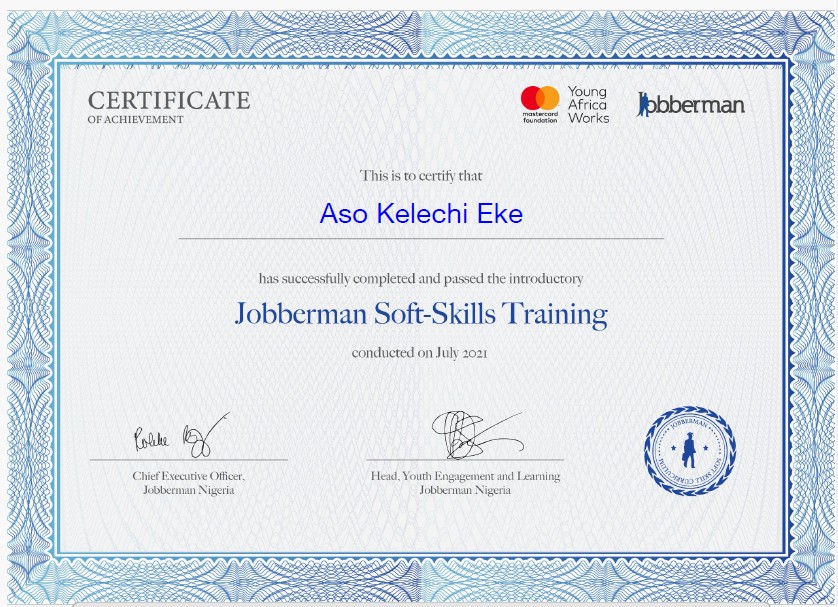 CERTIFICATE
OF ACHIEVEMENT
mastercard
foundation
Young
Africa
Works
Jobberman
This is to certify that
Aso Kelechi Eke
has successfully completed and passed the introductory
Jobberman Soft-Skills Training
conducted on July 2021
Chief Executive Officer,
Jobberman Nigeria
Head, Youth Engagement and Learning
Jobberman Nigeria
JOBBERMAN
SOFT SKILL CURRICULUM